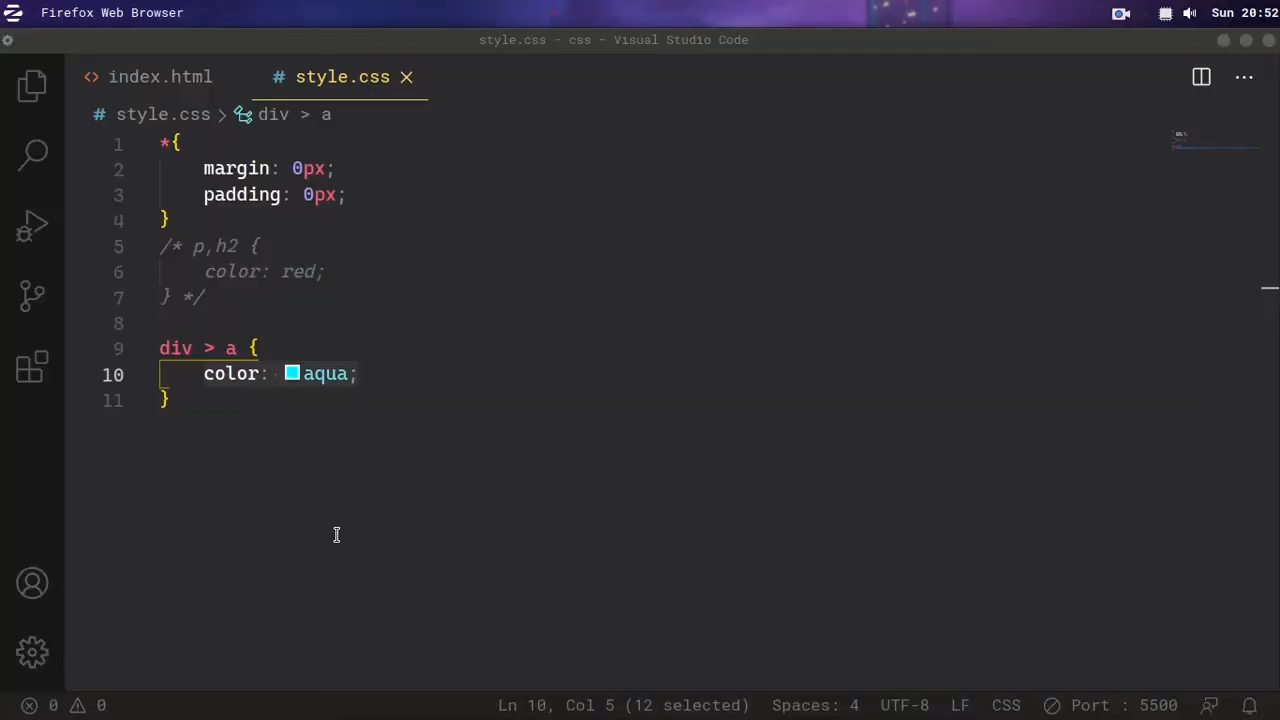 Firefox Web Browser
Sun 20:52
style.css - css - Visual Studio Code
<> index.html
# style.css
# style.css > div > a
1 *{
2 margin: 0px;
3 padding: 0px;
4 }
5 /* p,h2 {
6 color: red;
7 } */
8
9 div > a {
10 color: aqua;
11 }
0 0
Ln 10, Col 5 (12 selected) Spaces: 4 UTF-8 LF CSS Port : 5500